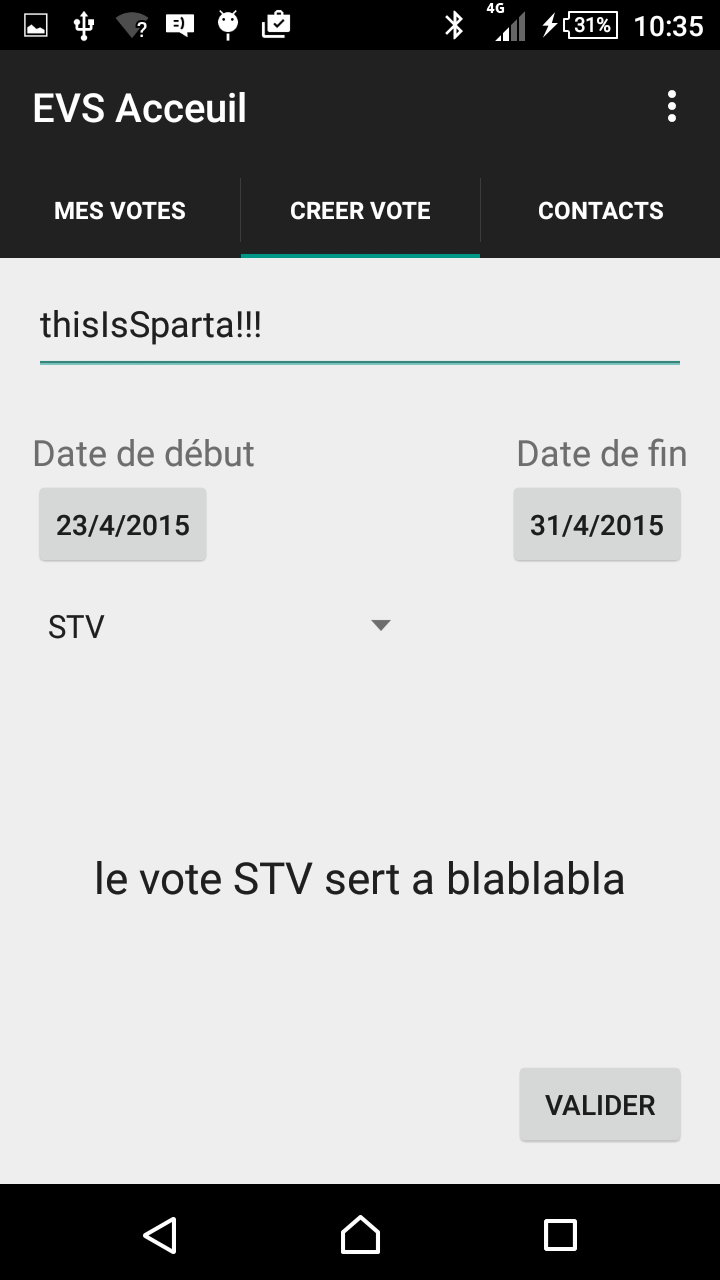 4G 31% 10:35
EVS Acceuil
MES VOTES CREER VOTE CONTACTS
thisIsSparta!!!
Date de début Date de fin
23/4/2015 31/4/2015
STV
le vote STV sert a blablabla
VALIDER